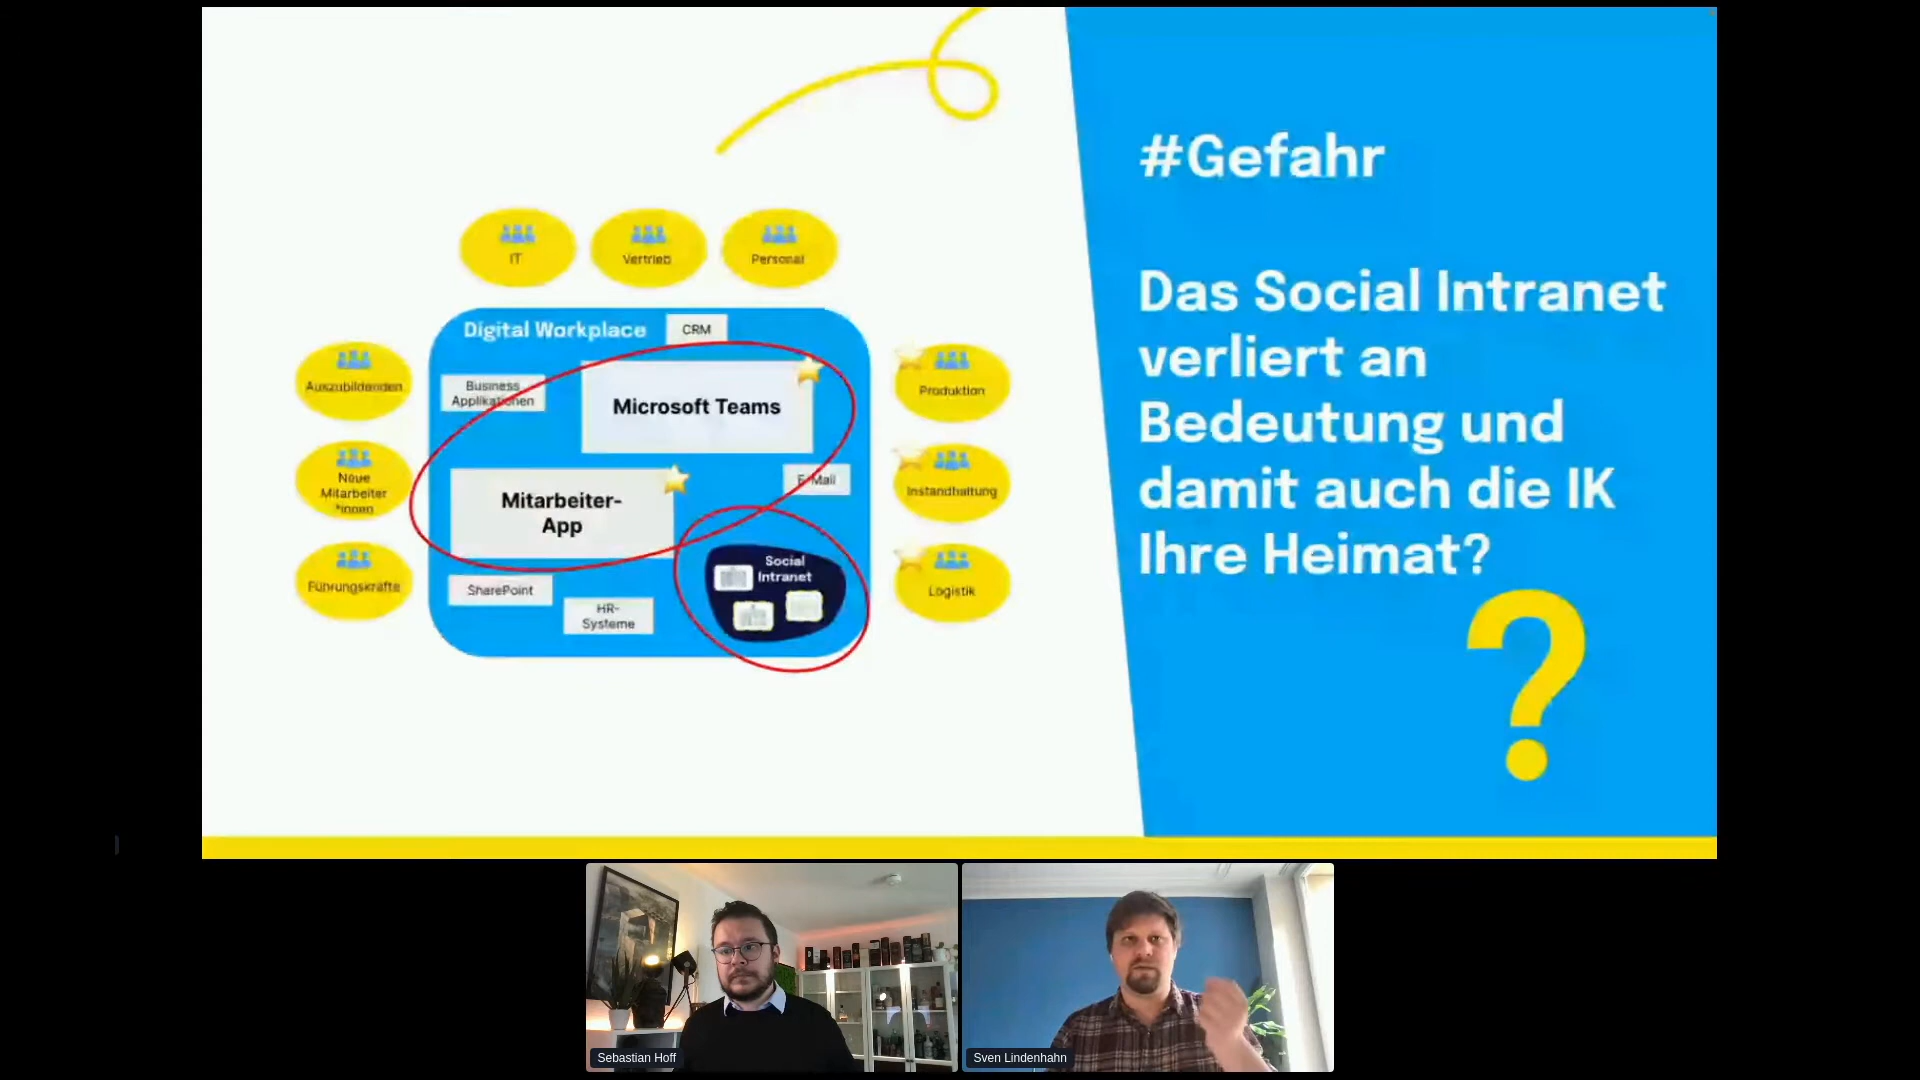 IT
Vertrieb
Personal
Digital Workplace
CRM
Auszubildenden
Business
Applikationen
Microsoft Teams
Produktion
Neue
Mitarbeiter
*innen
Mitarbeiter-
App
E-Mail
Instandhaltung
Führungskräfte
SharePoint
HR-
Systeme
Social
Intranet
Logistik
#Gefahr
Das Social Intranet
verliert an
Bedeutung und
damit auch die IK
Ihre Heimat?
?
Sebastian Hoff
Sven Lindenhahn